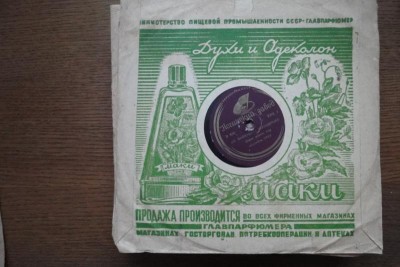 МИНИСТЕРСТВО ПИЩЕВОЙ ПРОМЫШЛЕННОСТИ СССР-ГЛАВПАРФЮМЕР
Духи и Одеколон
маки
маки
ПРОДАЖА ПРОИЗВОДИТСЯ ВО ВСЕХ ФИРМЕННЫХ МАГАЗИНАХ
ГЛАВПАРФЮМЕРА
МАГАЗИНАХ ГОСТОРГОВЛИ ПОТРЕБКООПЕРАЦИИ И АПТЕКАХ